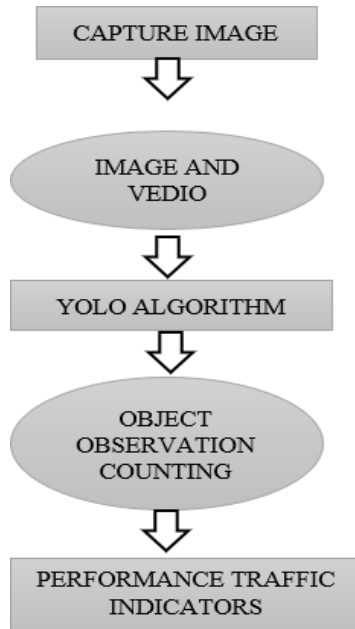 CAPTURE IMAGE
IMAGE AND
VEDIO
YOLO ALGORITHM
OBJECT
OBSERVATION
COUNTING
PERFORMANCE TRAFFIC
INDICATORS